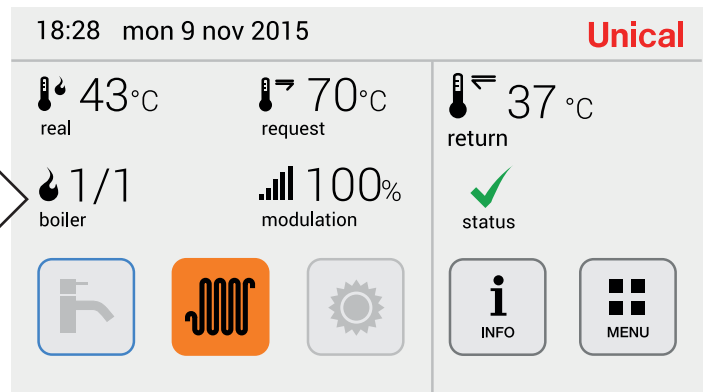 18:28 mon 9 nov 2015 Unical
43°C 70°C 37 °C
real request return
1/1 100%
boiler modulation status
INFO MENU